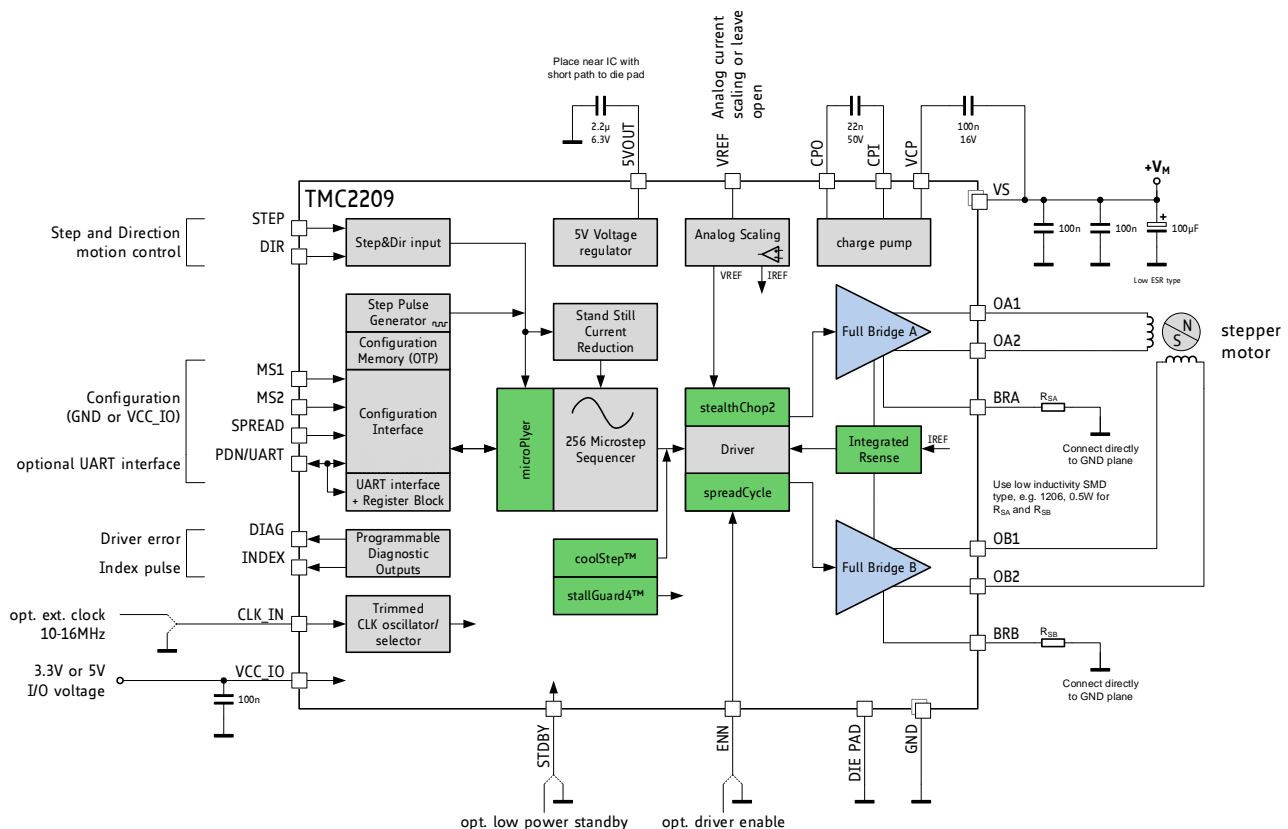 Place near IC with
short path to die pad
Analog current
scaling or leave
open
2.2µ
6.3V
5VOUT
VREF
CPO
22n
50V
CPI
VCP
100n
16V
+VM
VS
TMC2209
Step and Direction
motion control
STEP
DIR
Step&Dir input
5V Voltage
regulator
Analog Scaling
VREF
IREF
charge pump
100n
100n
+
100µF
Low ESR type
Step Pulse
Generator
Configuration
Memory (OTP)
Stand Still
Current
Reduction
Full Bridge A
OA1
OA2
N
S
stepper
motor
Configuration
(GND or VCC_IO)
optional UART interface
MS1
MS2
SPREAD
PDN/UART
Configuration
Interface
UART interface
+ Register Block
microPlyer
256 Microstep
Sequencer
stealthChop2
Driver
spreadCycle
Integrated
Rsense
IREF
BRA
RSA
Connect directly
to GND plane
Use low inductivity SMD
type, e.g. 1206, 0.5W for
RSA and RSB
Driver error
Index pulse
DIAG
INDEX
Programmable
Diagnostic
Outputs
coolStep™
stallGuard4™
Full Bridge B
OB1
OB2
opt. ext. clock
10-16MHz
CLK_IN
Trimmed
CLK oscillator/
selector
BRB
RSB
Connect directly
to GND plane
3.3V or 5V
I/O voltage
VCC_IO
100n
STDBY
ENN
DIE PAD
GND
opt. low power standby
opt. driver enable